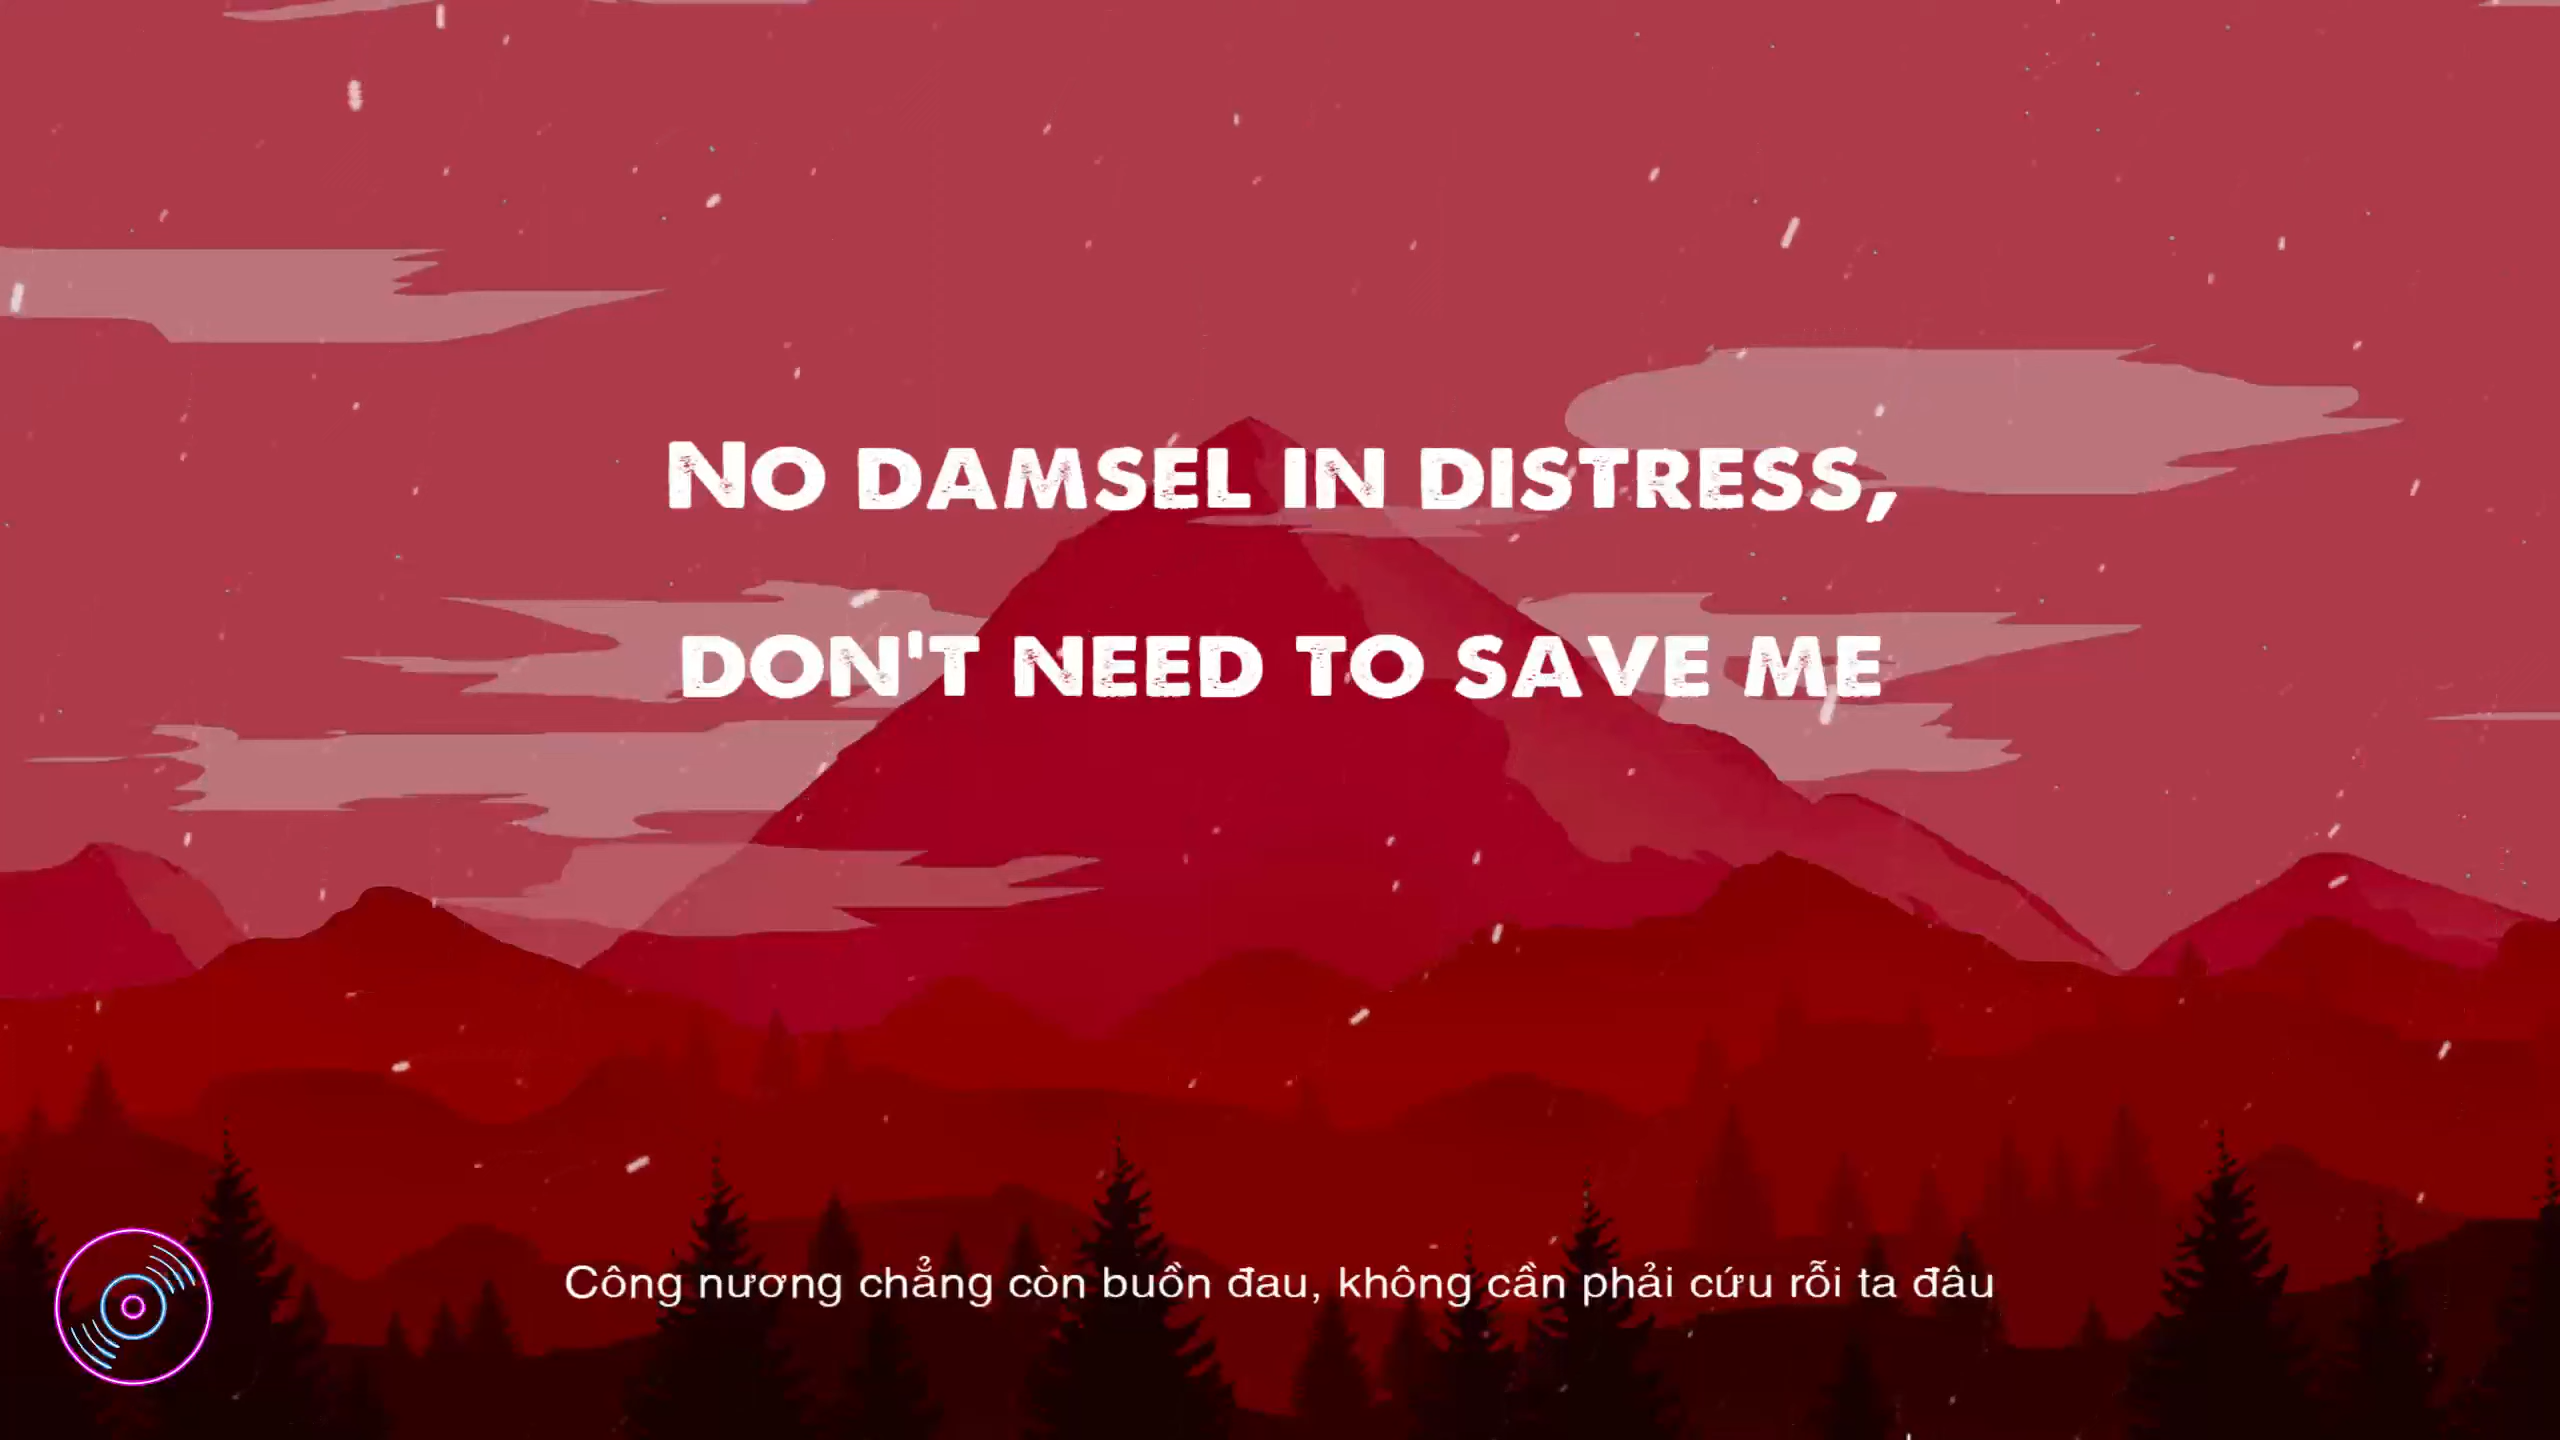 No damsel in distress,
don't need to save me
Công nương chẳng còn buồn đau, không cần phải cứu rỗi ta đâu